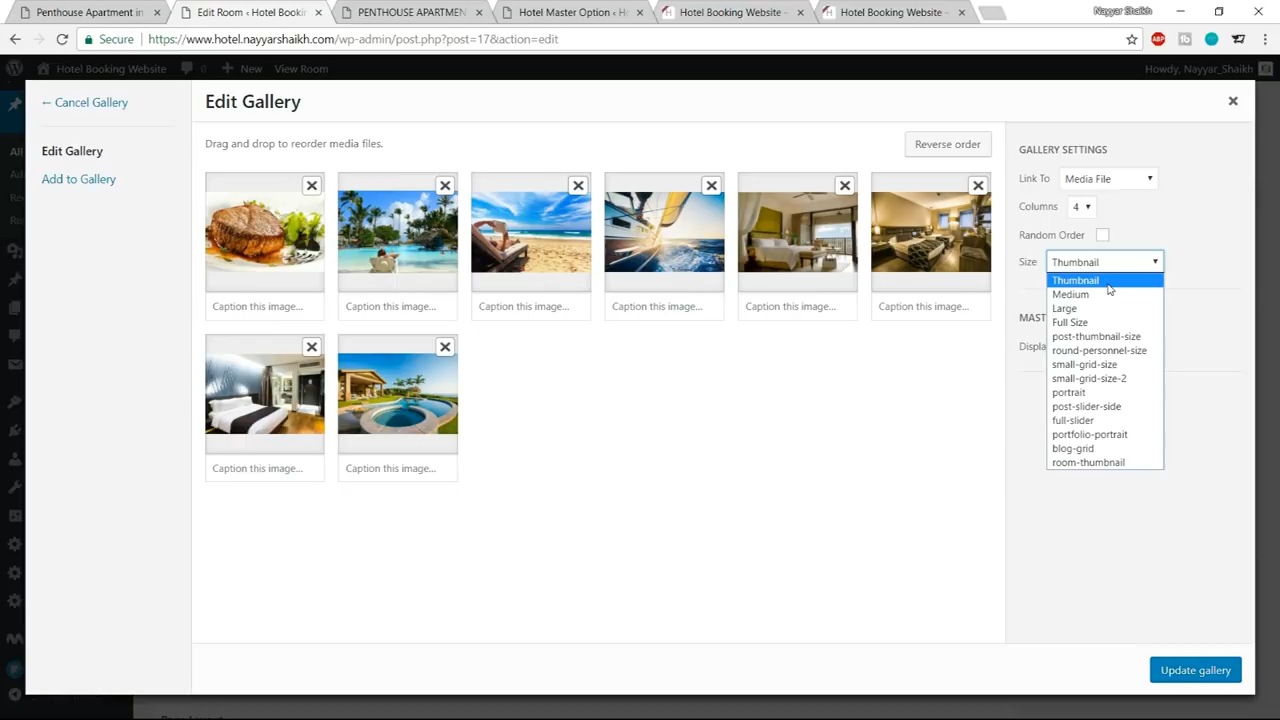 Penthouse Apartment in
Edit Room ‹ Hotel Bookin
PENTHOUSE APARTMEN
Hotel Master Option ‹ H
Hotel Booking Website -
Hotel Booking Website -
Nayyar Shaikh
Secure
https://www.hotel.nayyarshaikh.com/wp-admin/post.php?post=17&action=edit
ABP
Hotel Booking Website
0
New
View Room
Howdy, Nayyar_Shaikh
← Cancel Gallery
Edit Gallery
Add to Gallery
All
Edit Gallery
Drag and drop to reorder media files.
Reverse order
Caption this image...
Caption this image...
Caption this image...
Caption this image...
Caption this image...
Caption this image...
Caption this image...
Caption this image...
GALLERY SETTINGS
Link To
Media File
Columns
4
Random Order
Size
Thumbnail
Thumbnail
Medium
Large
Full Size
post-thumbnail-size
round-personnel-size
small-grid-size
small-grid-size-2
portrait
post-slider-side
full-slider
portfolio-portrait
blog-grid
room-thumbnail
MAST
Displa
Update gallery